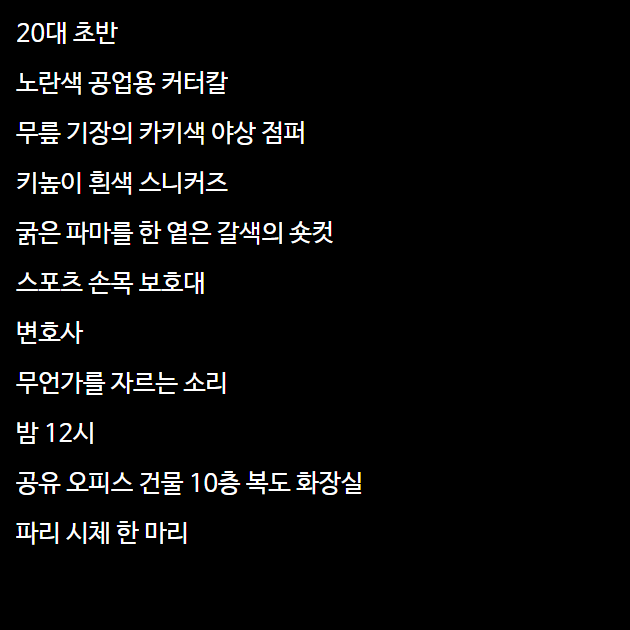 20대 초반
노란색 공업용 커터칼
무릎 기장의 카키색 야상 점퍼
키높이 흰색 스니커즈
굵은 파마를 한 옅은 갈색의 숏컷
스포츠 손목 보호대
변호사
무언가를 자르는 소리
밤 12시
공유 오피스 건물 10층 복도 화장실
파리 시체 한 마리